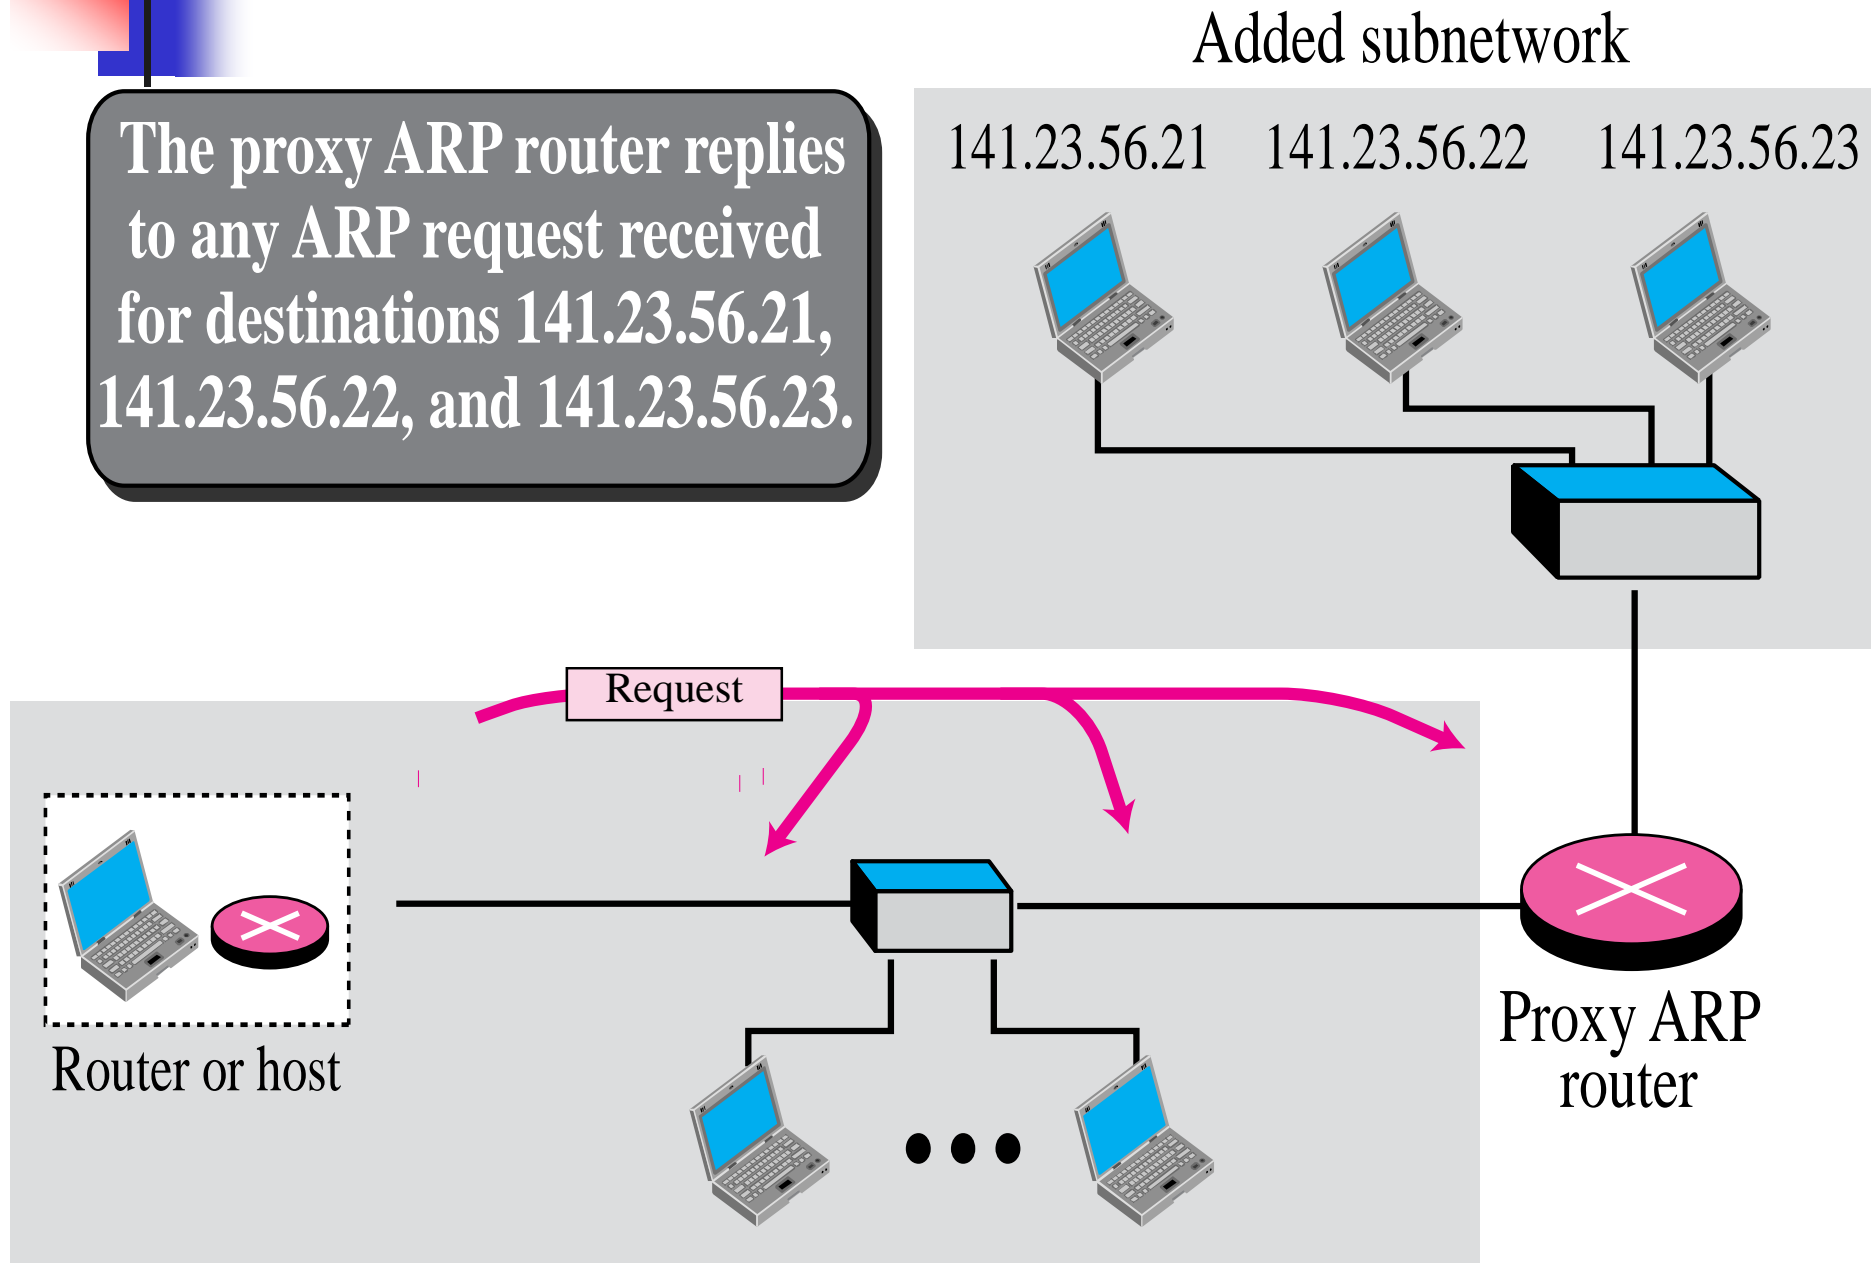 Added subnetwork
The proxy ARP router replies
to any ARP request received
for destinations 141.23.56.21,
141.23.56.22, and 141.23.56.23.
141.23.56.21
141.23.56.22
141.23.56.23
Request
Router or host
Proxy ARP
router